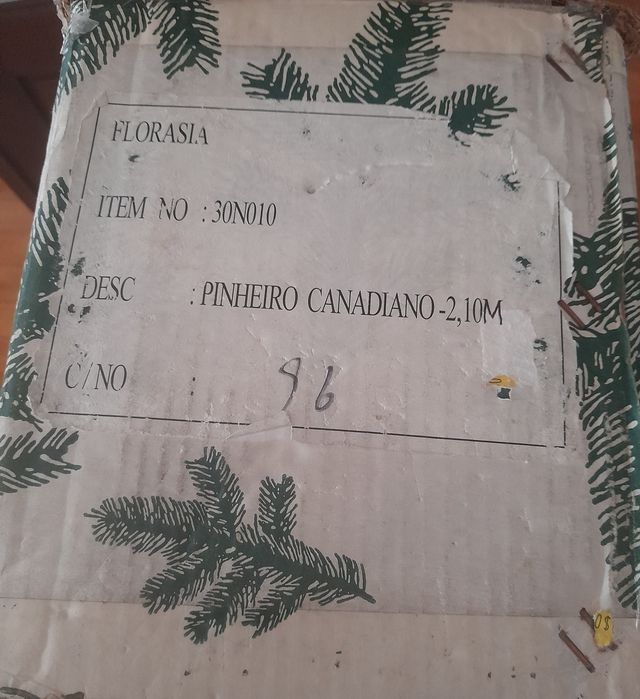 FLORASIA
ITEM NO : 30N010
DESC : PINHEIRO CANADIANO-2,10M
C/NO : 96